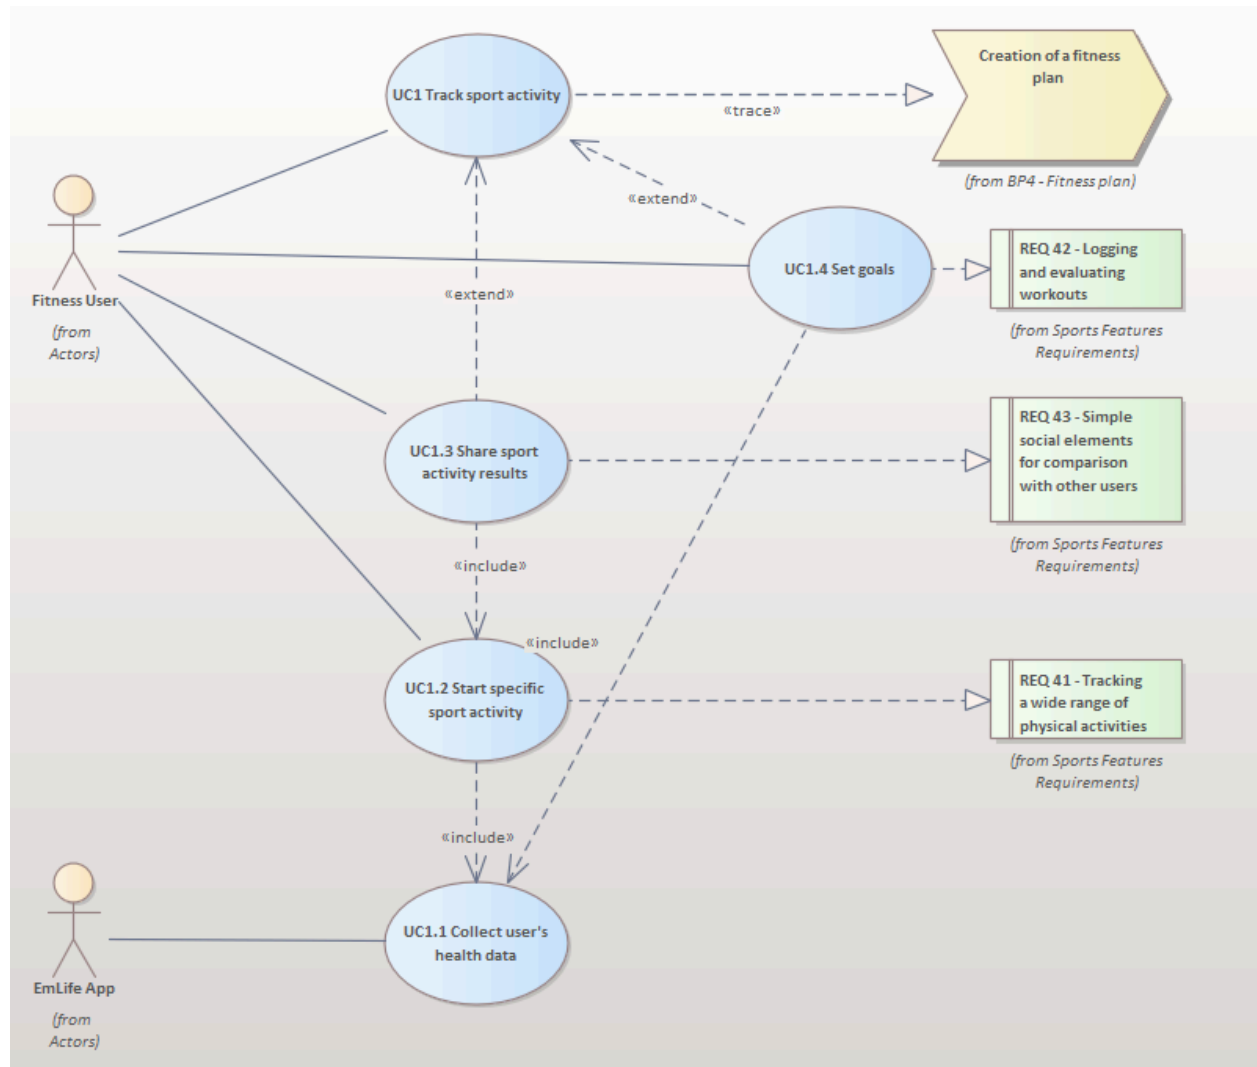 UC1 Track sport activity
«trace»
Creation of a fitness
plan
(from BP4 - Fitness plan)
«extend»
Fitness User
(from
Actors)
UC1.4 Set goals
REQ 42 - Logging
and evaluating
workouts
(from Sports Features
Requirements)
«extend»
UC1.3 Share sport
activity results
REQ 43 - Simple
social elements
for comparison
with other users
(from Sports Features
Requirements)
«include»
«include»
UC1.2 Start specific
sport activity
REQ 41 - Tracking
a wide range of
physical activities
(from Sports Features
Requirements)
«include»
EmLife App
(from
Actors)
UC1.1 Collect user's
health data